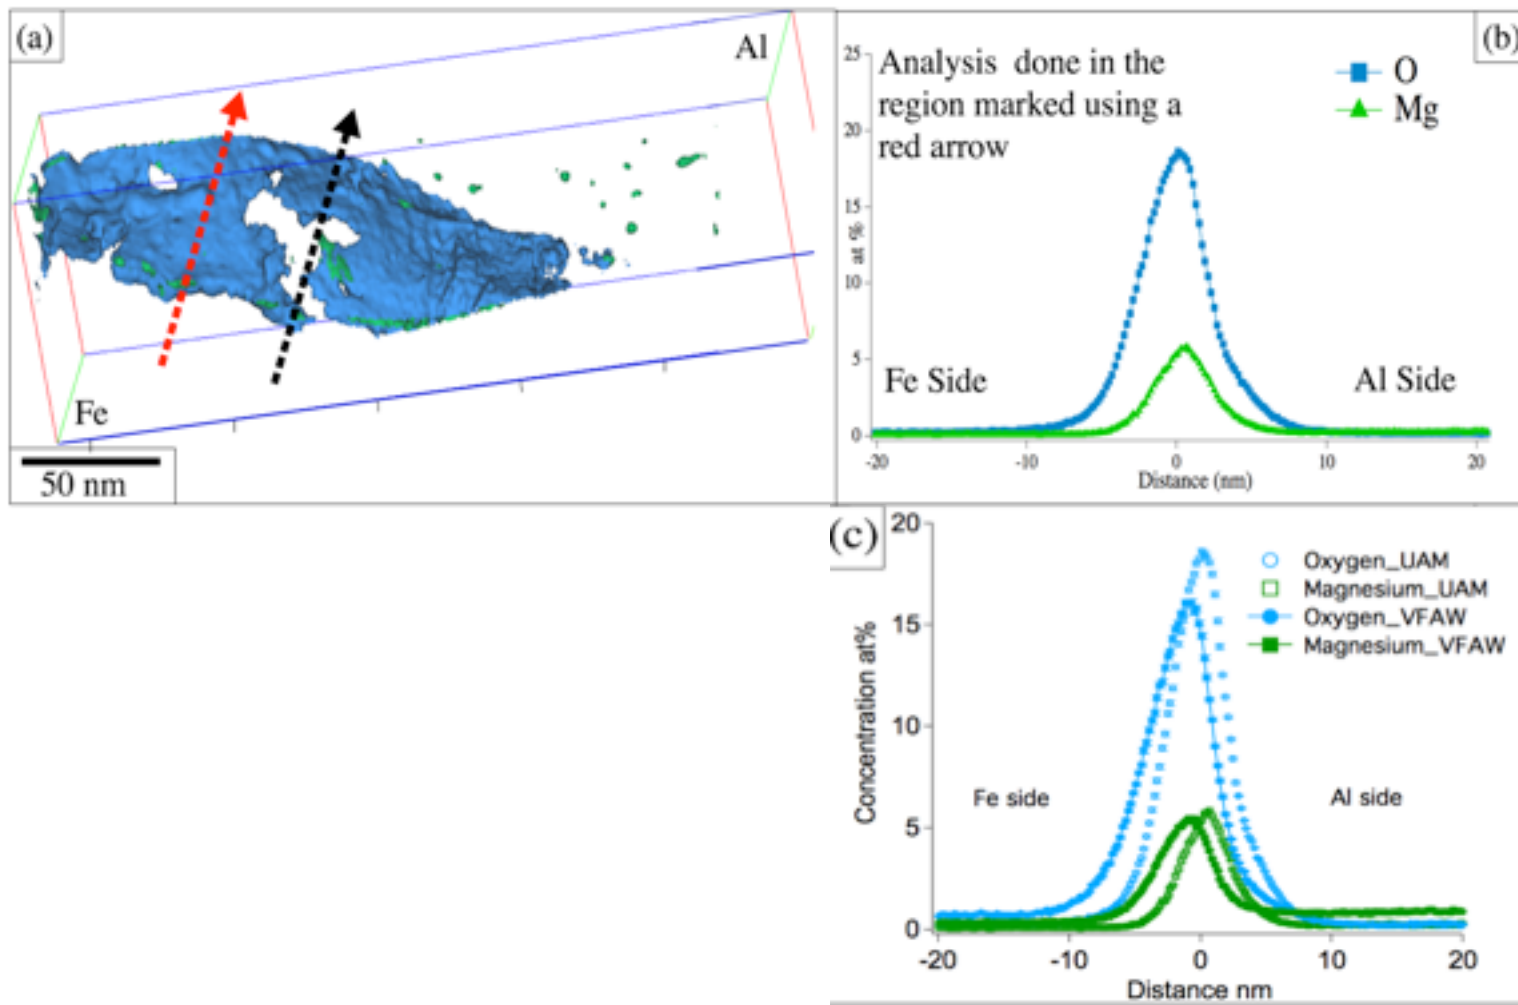 (a)
Al
Fe
50 nm
(b)
Analysis done in the
region marked using a
red arrow
O
Mg
25
20
15
10
5
0
at %
Fe Side
Al Side
-20
-10
0
10
20
Distance (nm)
(c)
20
15
10
5
0
Concentration at%
Oxygen_UAM
Magnesium_UAM
Oxygen_VFAW
Magnesium_VFAW
Fe side
Al side
-20
-10
0
10
20
Distance nm